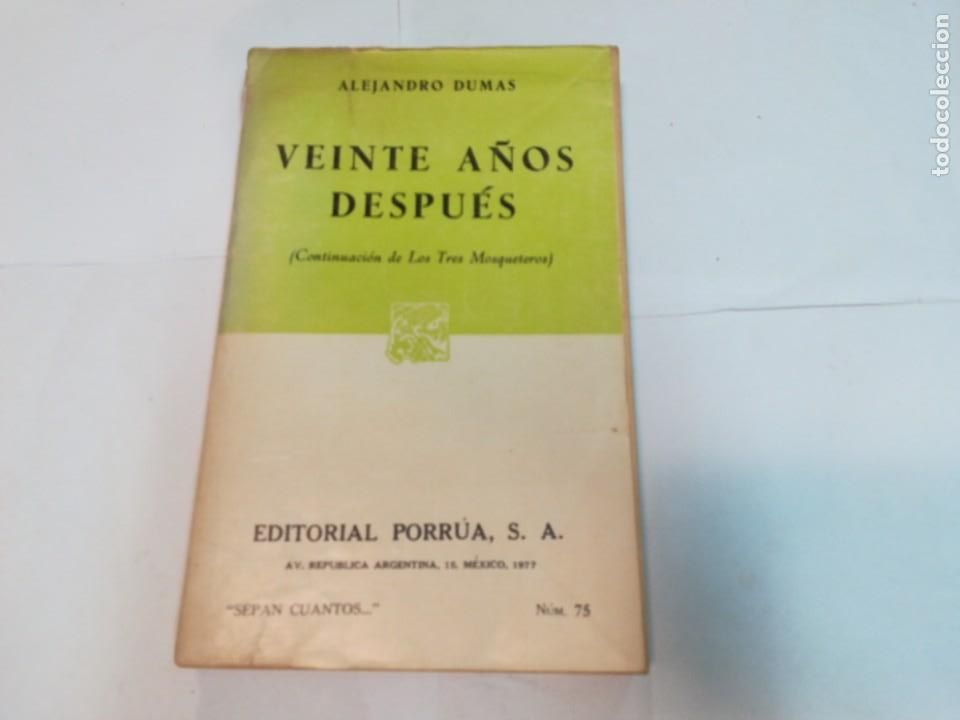 ALEJANDRO DUMAS
VEINTE AÑOS
DESPUÉS
(Continuación de Los Tres Mosqueteros)
EDITORIAL PORRÚA, S. A.
AV. REPUBLICA ARGENTINA, 15, MÉXICO, 1977
"SEPAN CUANTOS..." NÚM. 75
todocoleccion